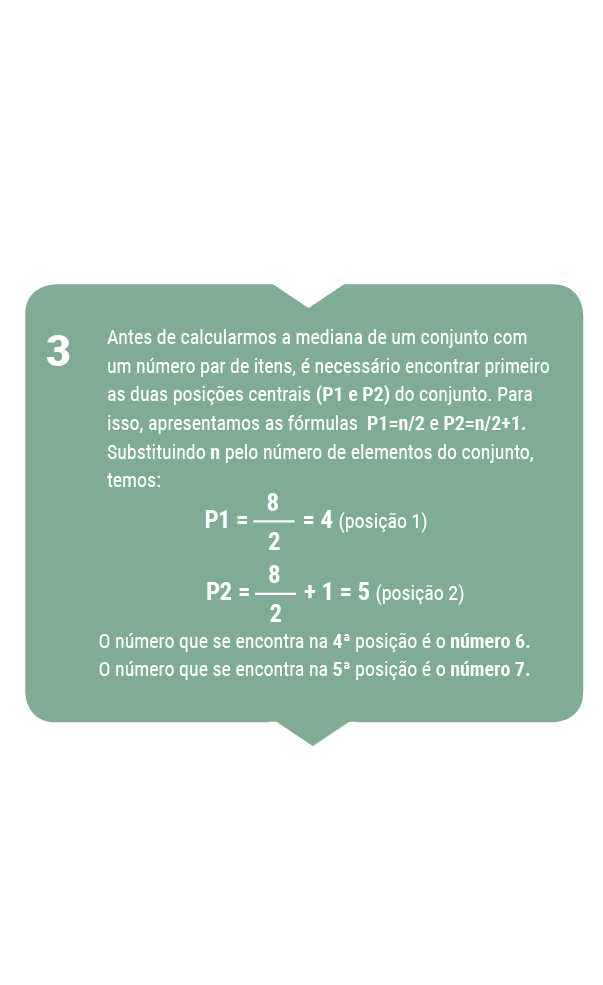 3
Antes de calcularmos a mediana de um conjunto com
um número par de itens, é necessário encontrar primeiro
as duas posições centrais (P1 e P2) do conjunto. Para
isso, apresentamos as fórmulas P1=n/2 e P2=n/2+1.
Substituindo n pelo número de elementos do conjunto,
temos:
P1 = 8/2 = 4 (posição 1)
P2 = 8/2 + 1 = 5 (posição 2)
O número que se encontra na 4ª posição é o número 6.
O número que se encontra na 5ª posição é o número 7.